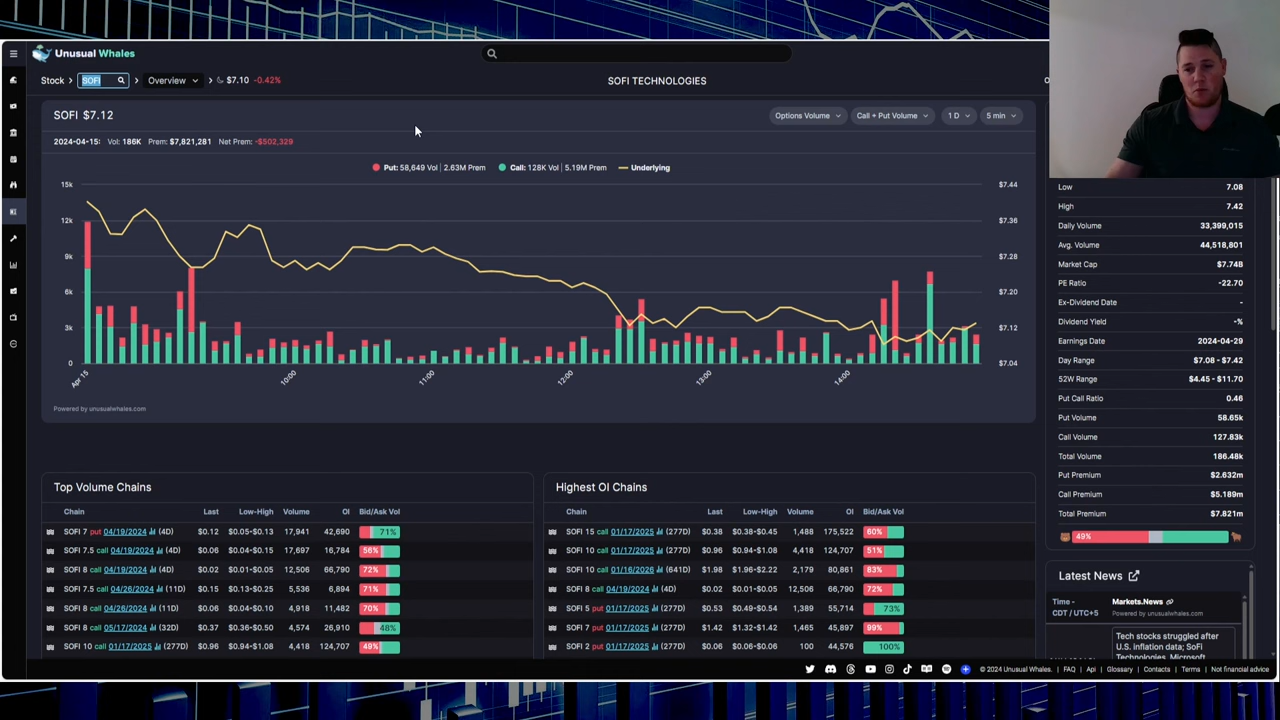 Unusual Whales
Stock > SOFI > Overview > $7.10 -0.42%
SOFI TECHNOLOGIES
O
SOFI $7.12
Options Volume Call + Put Volume 1 D 5 min
2024-04-15: Vol: 186K Prem: $7,821,281 Net Prem: -$502,329
Put: 58,649 Vol | 2.63M Prem Call: 128K Vol | 5.19M Prem Underlying
15k $7.44
12k $7.36
9k $7.28
6k $7.20
3k $7.12
0 $7.04
Apr 15 10:00 11:00 12:00 13:00 14:00
Powered by unusualwhales.com
Low 7.08
High 7.42
Daily Volume 33,399,015
Avg. Volume 44,518,801
Market Cap $7.74B
PE Ratio -22.70
Ex-Dividend Date -
Dividend Yield -%
Earnings Date 2024-04-29
Day Range $7.08 - $7.42
52W Range $4.45 - $11.70
Put Call Ratio 0.46
Put Volume 58.65k
Call Volume 127.83k
Total Volume 186.48k
Put Premium $2.632m
Call Premium $5.189m
Total Premium $7.821m
49%
Top Volume Chains
Chain Last Low-High Volume OI Bid/Ask Vol
SOFI 7 put 04/19/2024 (4D) $0.12 $0.05-$0.13 17,941 42,690 71%
SOFI 7.5 call 04/19/2024 (4D) $0.06 $0.04-$0.15 17,697 16,784 56%
SOFI 8 call 04/19/2024 (4D) $0.02 $0.01-$0.05 12,506 66,790 72%
SOFI 7.5 call 04/26/2024 (11D) $0.15 $0.13-$0.25 5,536 6,894 71%
SOFI 8 call 04/26/2024 (11D) $0.06 $0.04-$0.10 4,918 11,482 70%
SOFI 8 call 05/17/2024 (32D) $0.37 $0.36-$0.50 4,574 26,910 48%
SOFI 10 call 01/17/2025 (277D) $0.96 $0.94-$1.08 4,418 124,707 49%
Highest OI Chains
Chain Last Low-High Volume OI Bid/Ask Vol
SOFI 15 call 01/17/2025 (277D) $0.38 $0.38-$0.45 1,488 175,522 60%
SOFI 10 call 01/17/2025 (277D) $0.96 $0.94-$1.08 4,418 124,707 51%
SOFI 10 call 01/16/2026 (641D) $1.98 $1.96-$2.22 2,179 80,861 83%
SOFI 8 call 04/19/2024 (4D) $0.02 $0.01-$0.05 12,506 66,790 72%
SOFI 5 put 01/17/2025 (277D) $0.53 $0.49-$0.54 1,389 55,714 73%
SOFI 7 put 01/17/2025 (277D) $1.42 $1.32-$1.42 1,465 45,897 99%
SOFI 2 put 01/17/2025 (277D) $0.06 $0.06-$0.06 100 44,576 100%
Latest News
Time - Markets.News
CDT / UTC+5 Powered by unusualwhales.com
Tech stocks struggled after
U.S. inflation data; SoFi
Technologies, Microsoft
© 2024 Unusual Whales. | FAQ | Api | Glossary | Contacts | Terms | Not financial advice